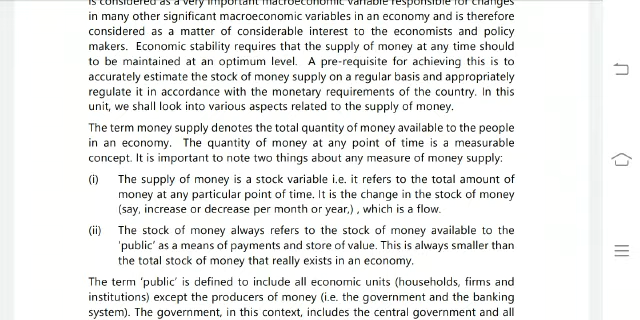 is considered as a very important macroeconomic variable responsible for changes
in many other significant macroeconomic variables in an economy and is therefore
considered as a matter of considerable interest to the economists and policy
makers. Economic stability requires that the supply of money at any time should
to be maintained at an optimum level. A pre-requisite for achieving this is to
accurately estimate the stock of money supply on a regular basis and appropriately
regulate it in accordance with the monetary requirements of the country. In this
unit, we shall look into various aspects related to the supply of money.
The term money supply denotes the total quantity of money available to the people
in an economy. The quantity of money at any point of time is a measurable
concept. It is important to note two things about any measure of money supply:
(i) The supply of money is a stock variable i.e. it refers to the total amount of
money at any particular point of time. It is the change in the stock of money
(say, increase or decrease per month or year,) , which is a flow.
(ii) The stock of money always refers to the stock of money available to the
‘public’ as a means of payments and store of value. This is always smaller than
the total stock of money that really exists in an economy.
The term ‘public’ is defined to include all economic units (households, firms and
institutions) except the producers of money (i.e. the government and the banking
system). The government, in this context, includes the central government and all